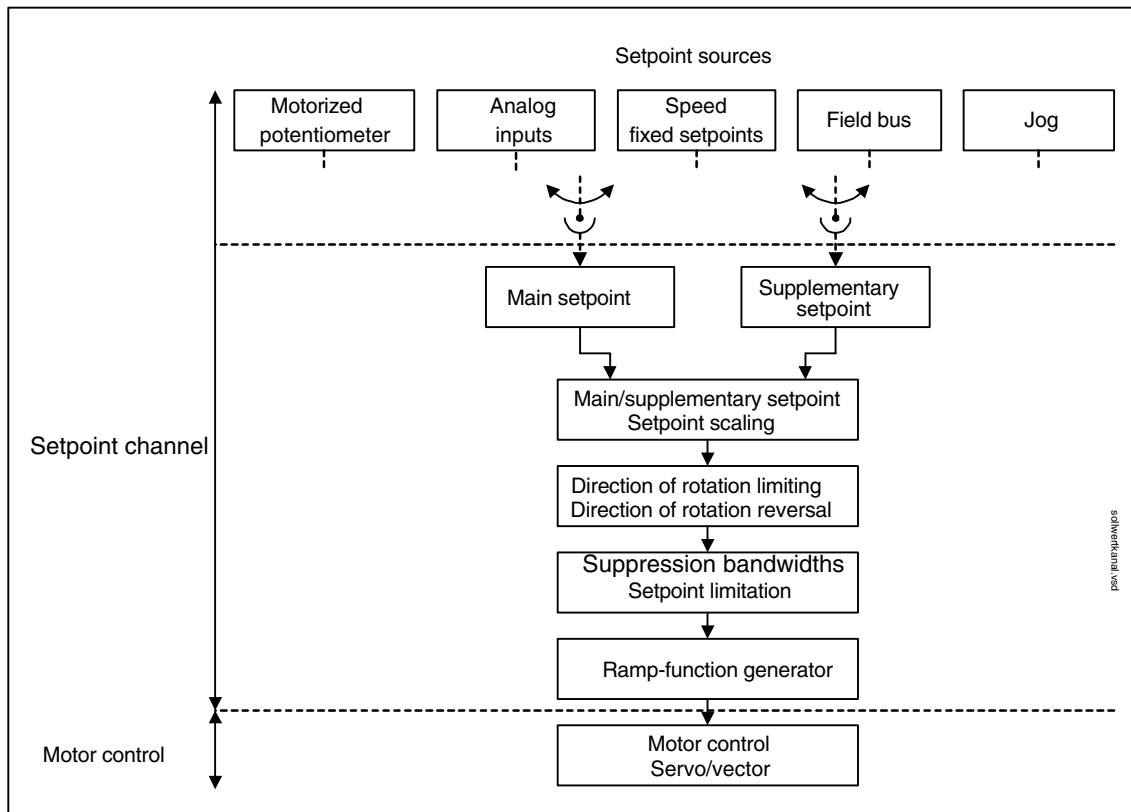 Setpoint sources
Motorized
potentiometer
Analog
inputs
Speed
fixed setpoints
Field bus
Jog
Main setpoint
Supplementary
setpoint
Main/supplementary setpoint
Setpoint scaling
Setpoint channel
Direction of rotation limiting
Direction of rotation reversal
Suppression bandwidths
Setpoint limitation
sollwertkanal.vsd
Ramp-function generator
Motor control
Motor control
Servo/vector